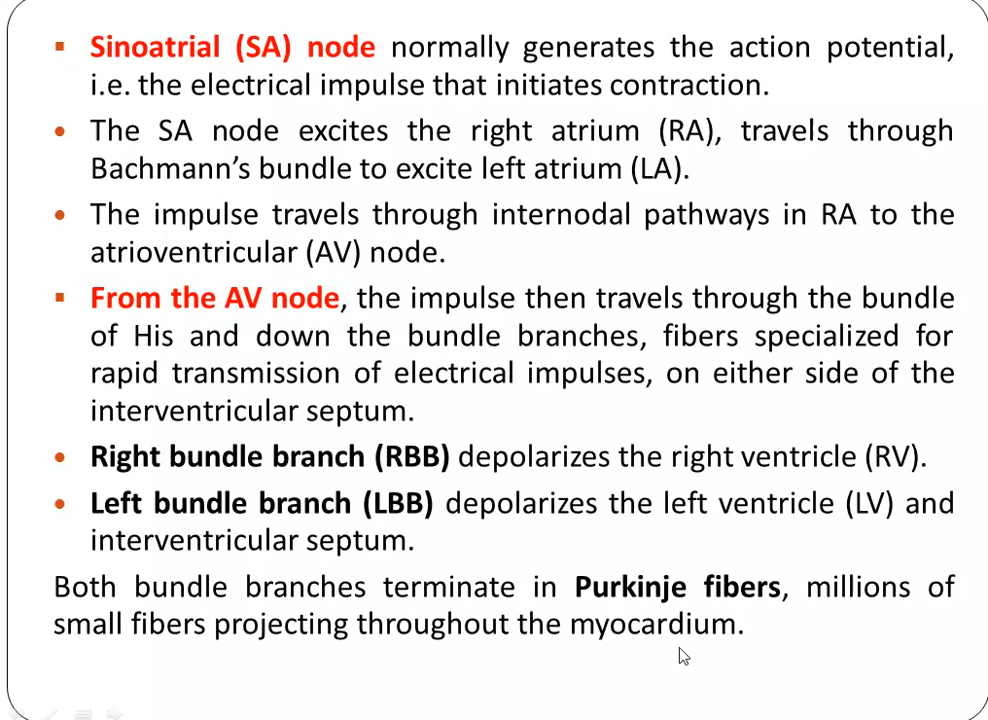 ▪ Sinoatrial (SA) node normally generates the action potential,
i.e. the electrical impulse that initiates contraction.
• The SA node excites the right atrium (RA), travels through
Bachmann’s bundle to excite left atrium (LA).
• The impulse travels through internodal pathways in RA to the
atrioventricular (AV) node.
▪ From the AV node, the impulse then travels through the bundle
of His and down the bundle branches, fibers specialized for
rapid transmission of electrical impulses, on either side of the
interventricular septum.
• Right bundle branch (RBB) depolarizes the right ventricle (RV).
• Left bundle branch (LBB) depolarizes the left ventricle (LV) and
interventricular septum.
Both bundle branches terminate in Purkinje fibers, millions of
small fibers projecting throughout the myocardium.